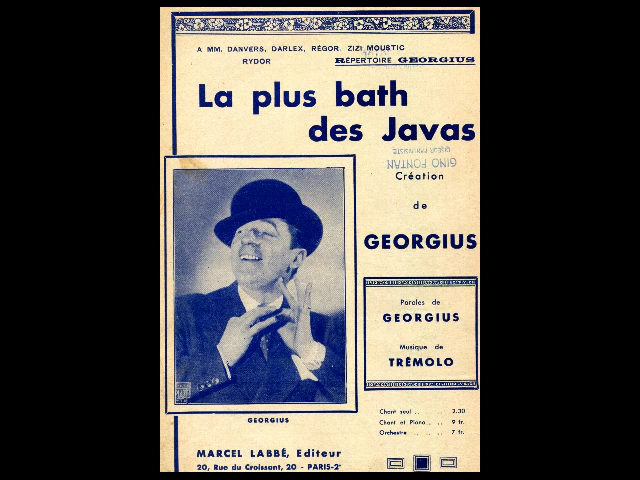 A MM. DANVERS, DARLEX, RÉGOR, ZIZI MOUSTIC
RYDOR
RÉPERTOIRE GEORGIUS
La plus bath
des Javas
GINO FONTAN
Création
de
GEORGIUS
Paroles de
GEORGIUS
Musique de
TRÉMOLO
GEORGIUS
Chant seul .. .. 2.30
Chant et Piano .. .. 9 fr.
Orchestre .. .. .. 7 fr.
MARCEL LABBÉ, Editeur
20, Rue du Croissant, 20 - PARIS-2e